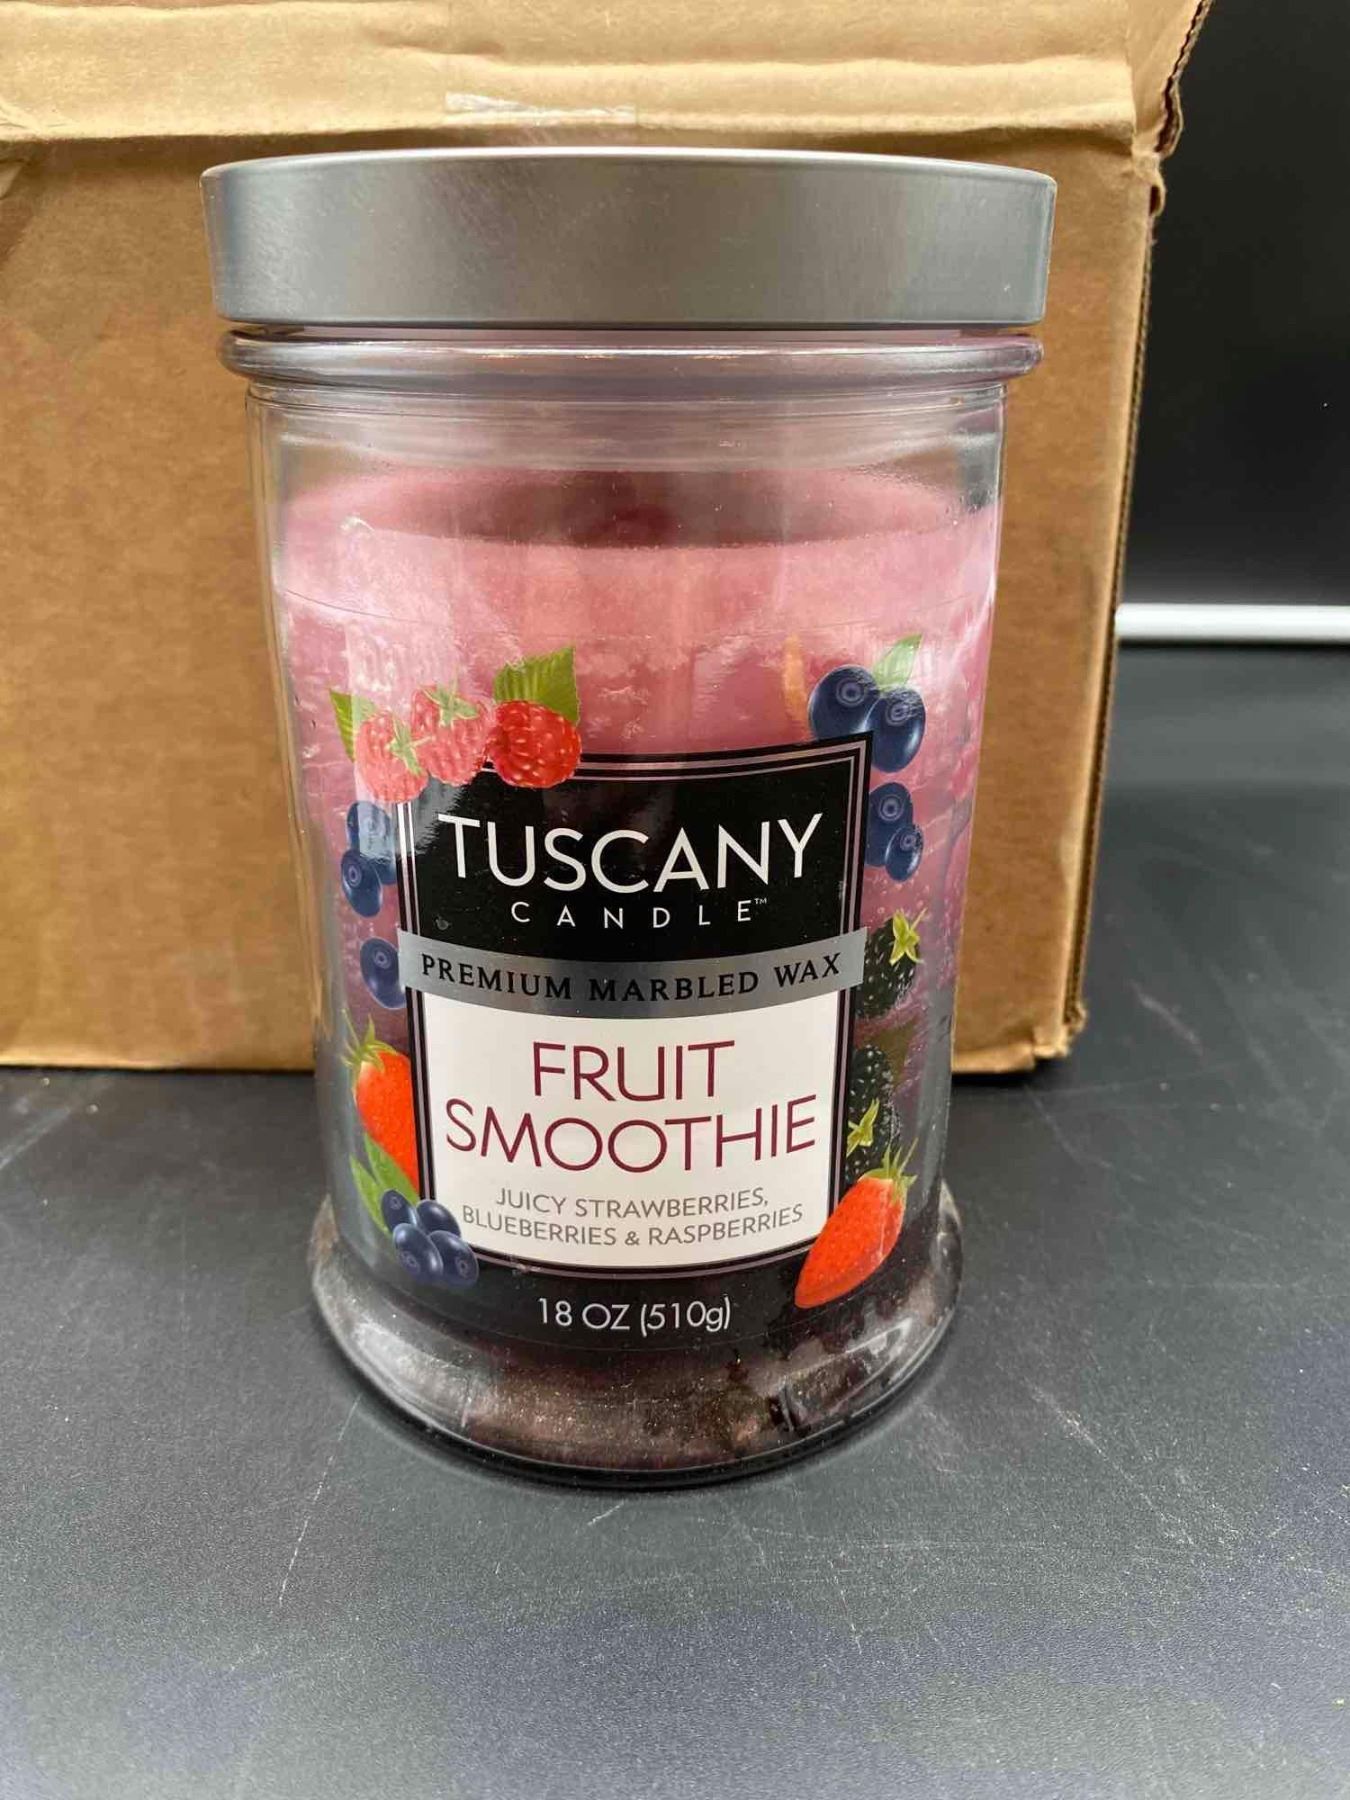 TUSCANY
CANDLE™
PREMIUM MARBLED WAX
FRUIT
SMOOTHIE
JUICY STRAWBERRIES,
BLUEBERRIES & RASPBERRIES
18 OZ (510g)